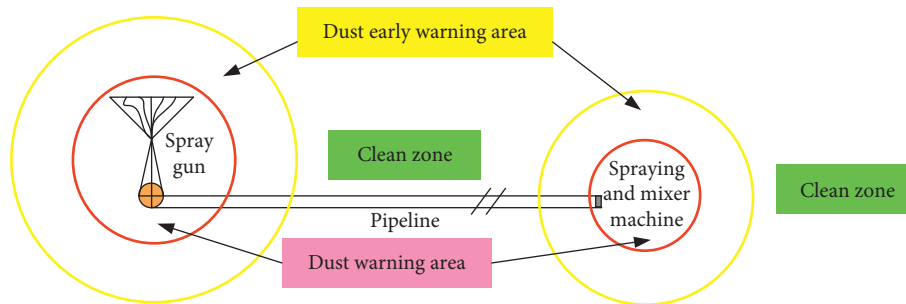 Dust early warning area
Spray
gun
Clean zone
Spraying
and mixer
machine
Clean zone
Pipeline
Dust warning area